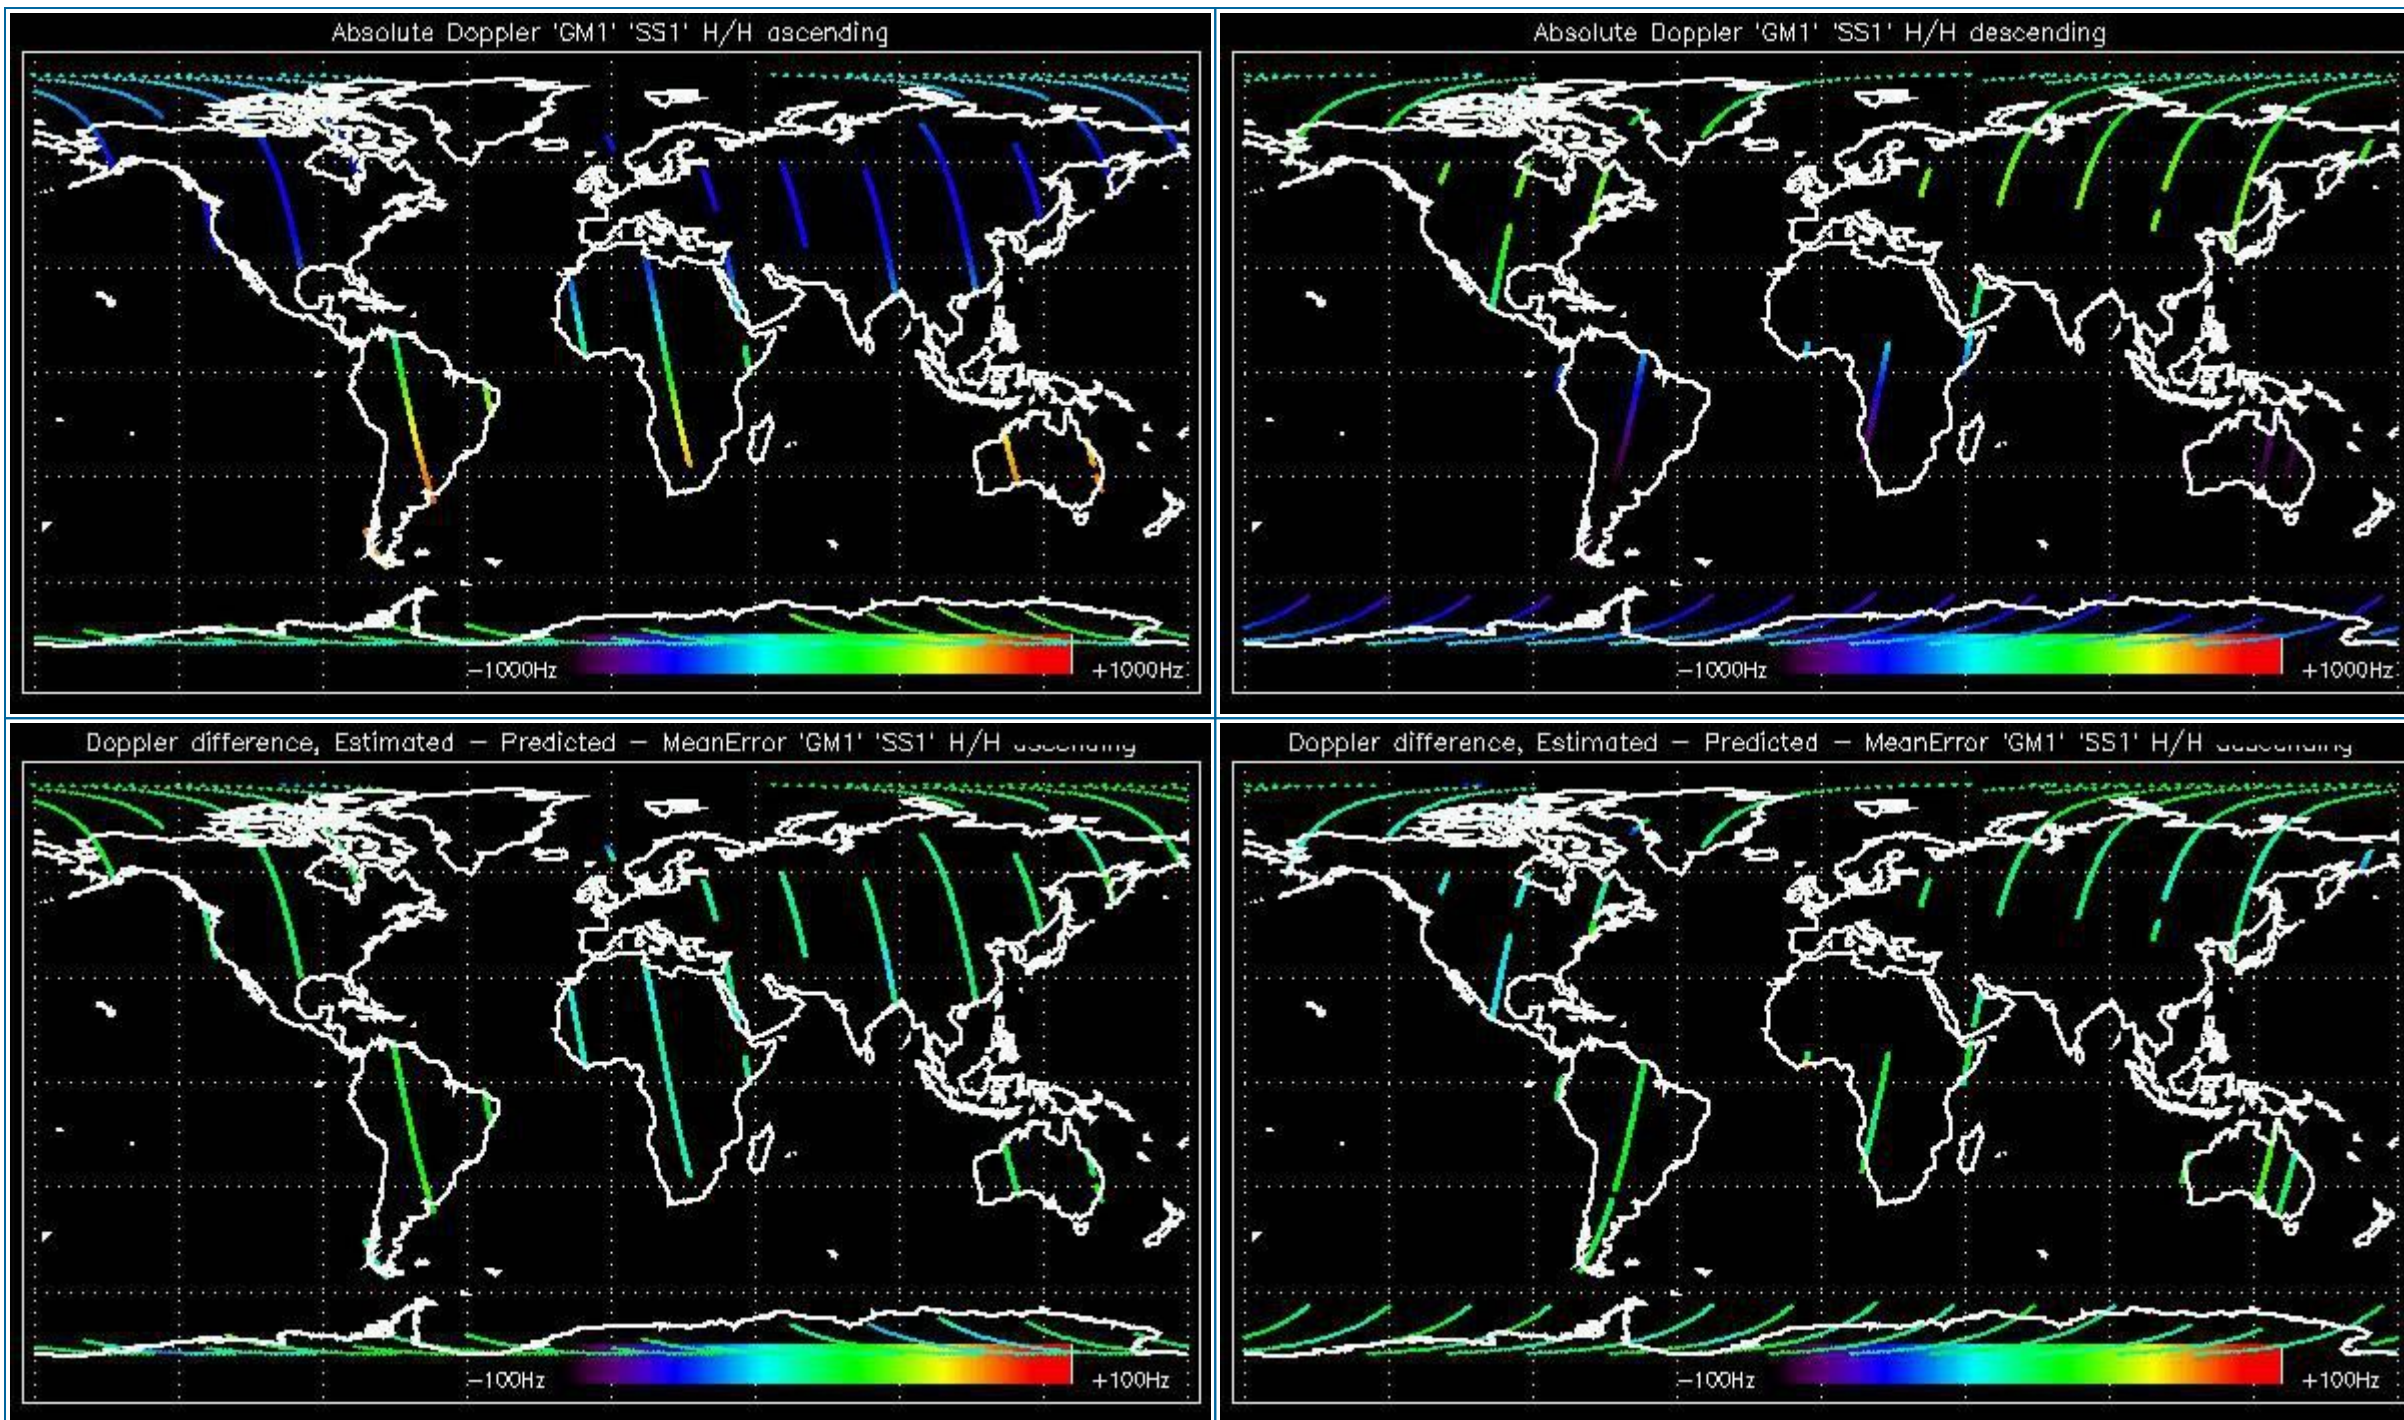 Absolute Doppler 'GM1' 'SS1' H/H ascending
−1000Hz
+1000Hz
Absolute Doppler 'GM1' 'SS1' H/H descending
−1000Hz
+1000Hz
Doppler difference, Estimated − Predicted − MeanError 'GM1' 'SS1' H/H
−100Hz
+100Hz
Doppler difference, Estimated − Predicted − MeanError 'GM1' 'SS1' H/H
−100Hz
+100Hz